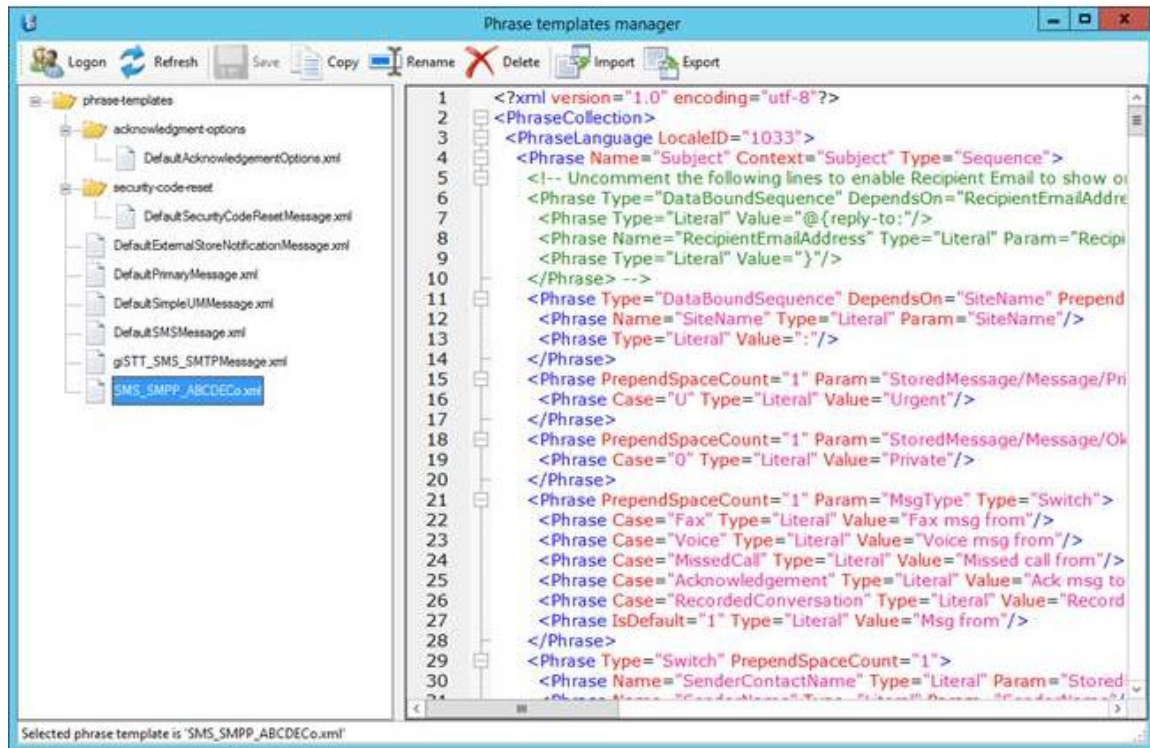 Phrase templates manager
Logon Refresh Save Copy Rename Delete Import Export
phrase-templates
acknowledgment-options
DefaultAcknowledgementOptions.xml
security-code-reset
DefaultSecurityCodeResetMessage.xml
DefaultExternalStoreNotificationMessage.xml
DefaultPrimaryMessage.xml
DefaultSimpleUMMessage.xml
DefaultSMSMessage.xml
giSTT_SMS_SMTPMessage.xml
SMS_SMPP_ABCDECo.xml
1 <?xml version="1.0" encoding="utf-8"?>
2 <PhraseCollection>
3 <PhraseLanguage LocaleID="1033">
4 <Phrase Name="Subject" Context="Subject" Type="Sequence">
5 <!-- Uncomment the following lines to enable Recipient Email to show o
6 <Phrase Type="DataBoundSequence" DependsOn="RecipientEmailAddre
7 <Phrase Type="Literal" Value="@{reply-to:"/>
8 <Phrase Name="RecipientEmailAddress" Type="Literal" Param="Recipi
9 <Phrase Type="Literal" Value="}"/>
10 </Phrase> -->
11 <Phrase Type="DataBoundSequence" DependsOn="SiteName" Prepend
12 <Phrase Name="SiteName" Type="Literal" Param="SiteName"/>
13 <Phrase Type="Literal" Value=":"/>
14 </Phrase>
15 <Phrase PrependSpaceCount="1" Param="StoredMessage/Message/Pri
16 <Phrase Case="U" Type="Literal" Value="Urgent"/>
17 </Phrase>
18 <Phrase PrependSpaceCount="1" Param="StoredMessage/Message/Ok
19 <Phrase Case="0" Type="Literal" Value="Private"/>
20 </Phrase>
21 <Phrase PrependSpaceCount="1" Param="MsgType" Type="Switch">
22 <Phrase Case="Fax" Type="Literal" Value="Fax msg from"/>
23 <Phrase Case="Voice" Type="Literal" Value="Voice msg from"/>
24 <Phrase Case="MissedCall" Type="Literal" Value="Missed call from"/>
25 <Phrase Case="Acknowledgement" Type="Literal" Value="Ack msg to
26 <Phrase Case="RecordedConversation" Type="Literal" Value="Record
27 <Phrase IsDefault="1" Type="Literal" Value="Msg from"/>
28 </Phrase>
29 <Phrase Type="Switch" PrependSpaceCount="1">
30 <Phrase Name="SenderContactName" Type="Literal" Param="Stored
Selected phrase template is 'SMS_SMPP_ABCDECo.xml'